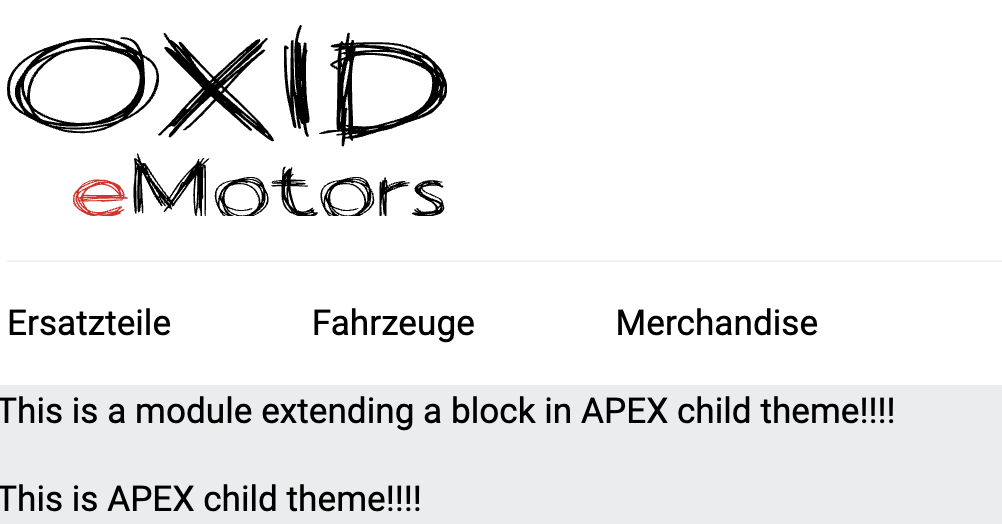 OXID
eMotors
Ersatzteile Fahrzeuge Merchandise
This is a module extending a block in APEX child theme!!!!
This is APEX child theme!!!!